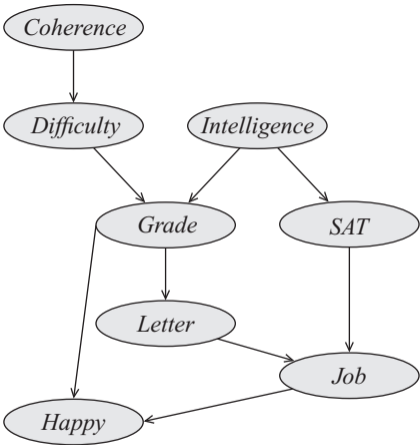 Coherence
Difficulty
Intelligence
Grade
SAT
Letter
Job
Happy